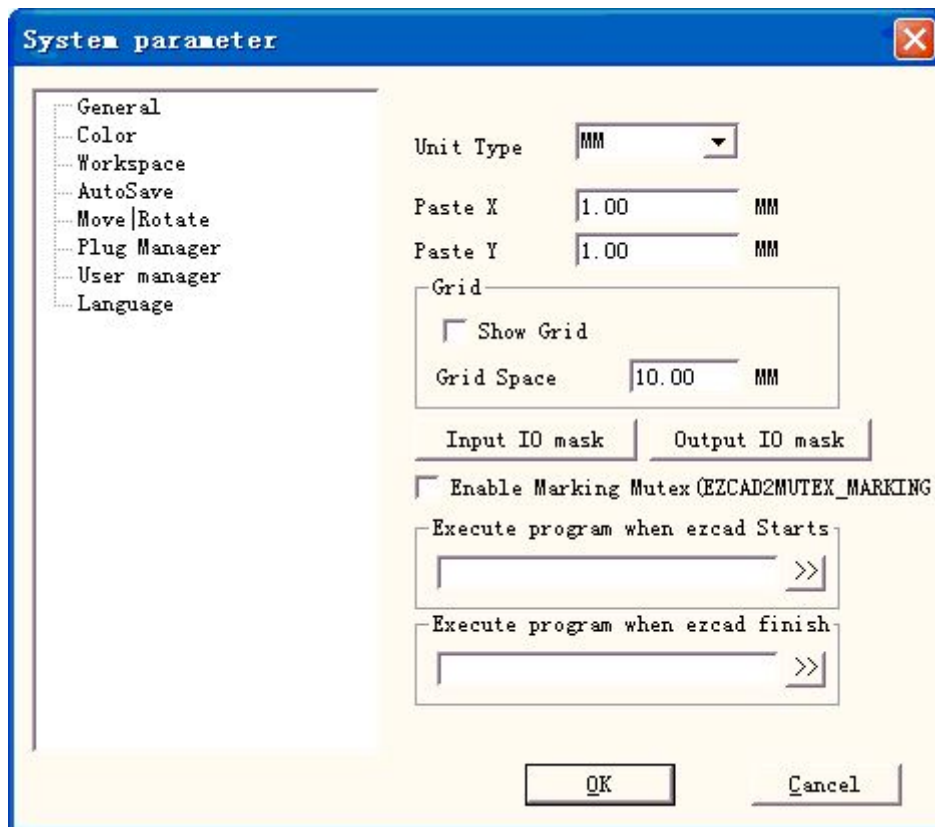 System parameter
General
Color
Workspace
AutoSave
Move|Rotate
Plug Manager
User manager
Language
Unit Type MM
Paste X 1.00 MM
Paste Y 1.00 MM
Grid
Show Grid
Grid Space 10.00 MM
Input IO mask Output IO mask
Enable Marking Mutex(EZCAD2MUTEX_MARKING
Execute program when ezcad Starts
>>
Execute program when ezcad finish
>>
OK Cancel